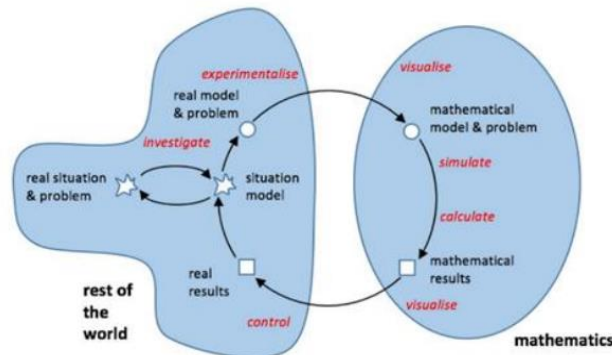 experimentalise
real model
& problem
investigate
real situation
& problem
situation
model
real
results
control
rest of
the
world
visualise
mathematical
model & problem
simulate
calculate
mathematical
results
visualise
mathematics